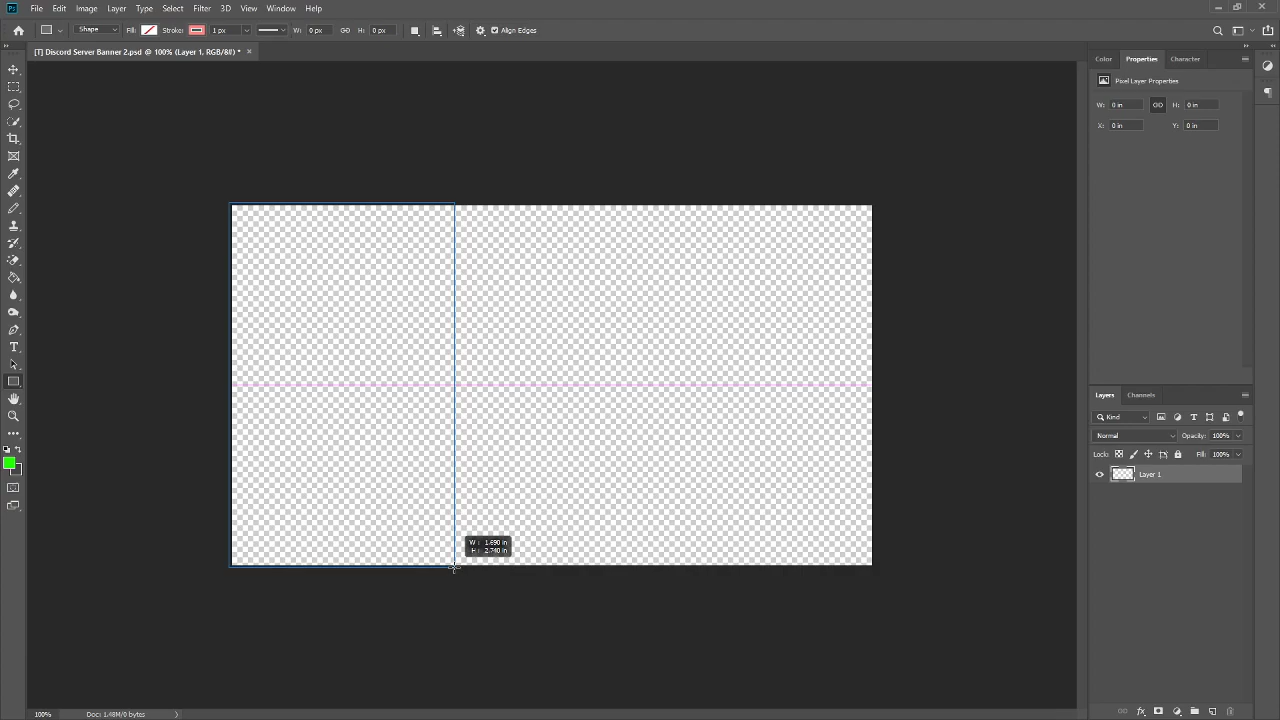 Ps File Edit Image Layer Type Select Filter 3D View Window Help
Shape Fill: Stroke: 1 px W: 0 px H: 0 px Align Edges
[T] Discord Server Banner 2.psd @ 100% (Layer 1, RGB/8#) * ×
Color Properties Character
Pixel Layer Properties
W: 0 in H: 0 in
X: 0 in Y: 0 in
Layers Channels
Kind
Normal Opacity: 100%
Lock: Fill: 100%
Layer 1
W : 1.690 in
H : 2.740 in
100% Doc: 1.48M/0 bytes